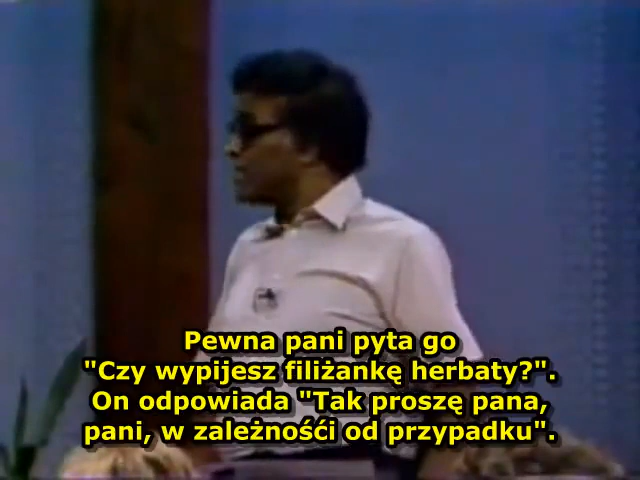 Pewna pani pyta go
"Czy wypijesz filiżankę herbaty?".
On odpowiada "Tak proszę pana,
pani, w zależnośći od przypadku".